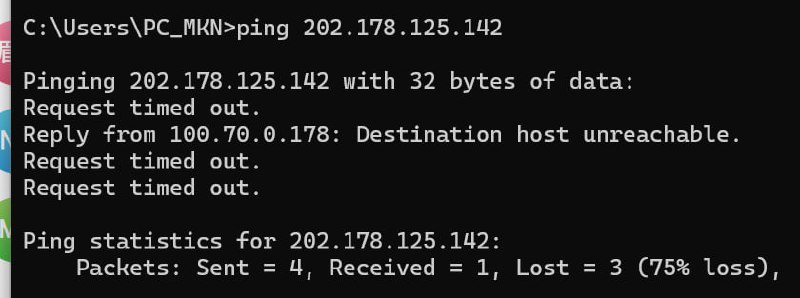 C:\Users\PC_MKN>ping 202.178.125.142
Pinging 202.178.125.142 with 32 bytes of data:
Request timed out.
Reply from 100.70.0.178: Destination host unreachable.
Request timed out.
Request timed out.
Ping statistics for 202.178.125.142:
Packets: Sent = 4, Received = 1, Lost = 3 (75% loss),